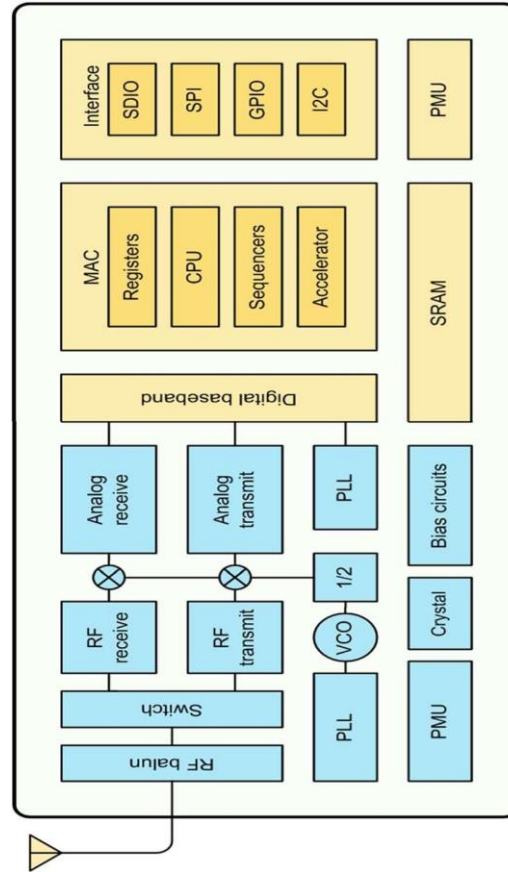 RF balun
Switch
RF
receive
RF
transmit
Analog
receive
Analog
transmit
PLL
VCO
1/2
PLL
Digital baseband
MAC
Registers
CPU
Sequencers
Accelerator
Interface
SDIO
SPI
GPIO
I2C
PMU
Crystal
Bias circuits
SRAM
PMU